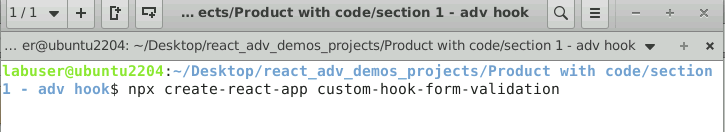 1 / 1
... ects/Product with code/section 1 - adv hook
... er@ubuntu2204: ~/Desktop/react_adv_demos_projects/Product with code/section 1 - adv hook
labuser@ubuntu2204:~/Desktop/react_adv_demos_projects/Product with code/section
1 - adv hook$ npx create-react-app custom-hook-form-validation